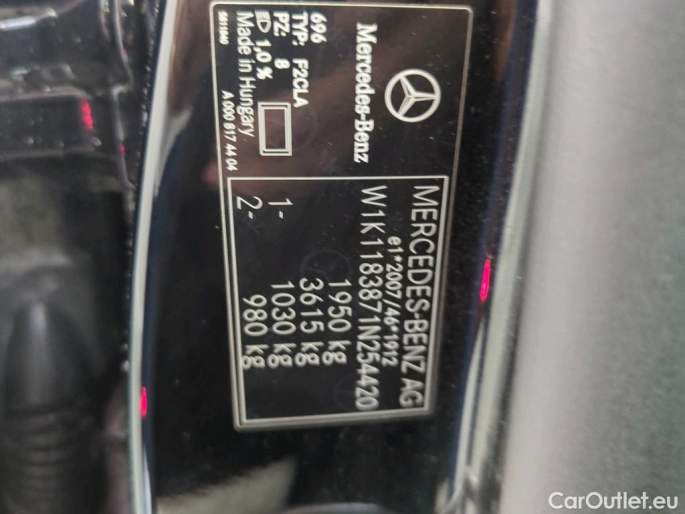 MERCEDES-BENZ AG
e1*2007/46*1912
W1K1183871N254420
1950 kg
3615 kg
1- 1030 kg
2- 980 kg
Mercedes-Benz
696
TYP: F2CLA
PZ: 8
1,0 %
Made in Hungary
A 000 817 44 04
CarOutlet.eu